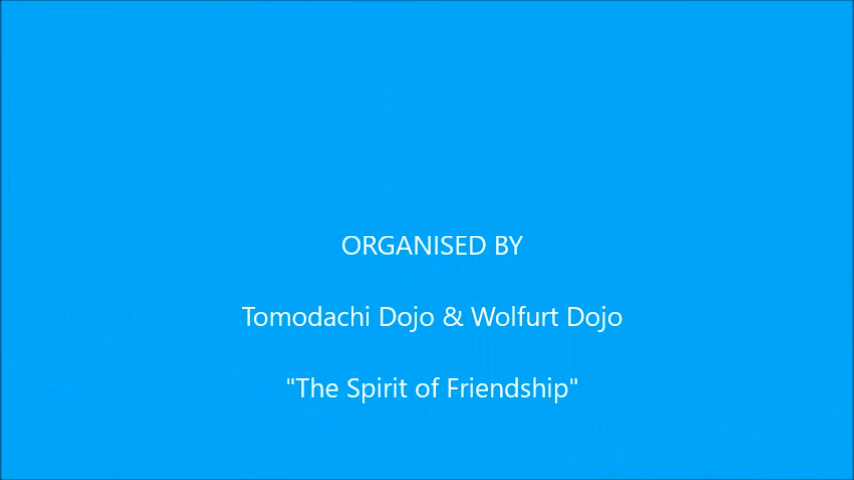 ORGANISED BY
Tomodachi Dojo & Wolfurt Dojo
"The Spirit of Friendship"